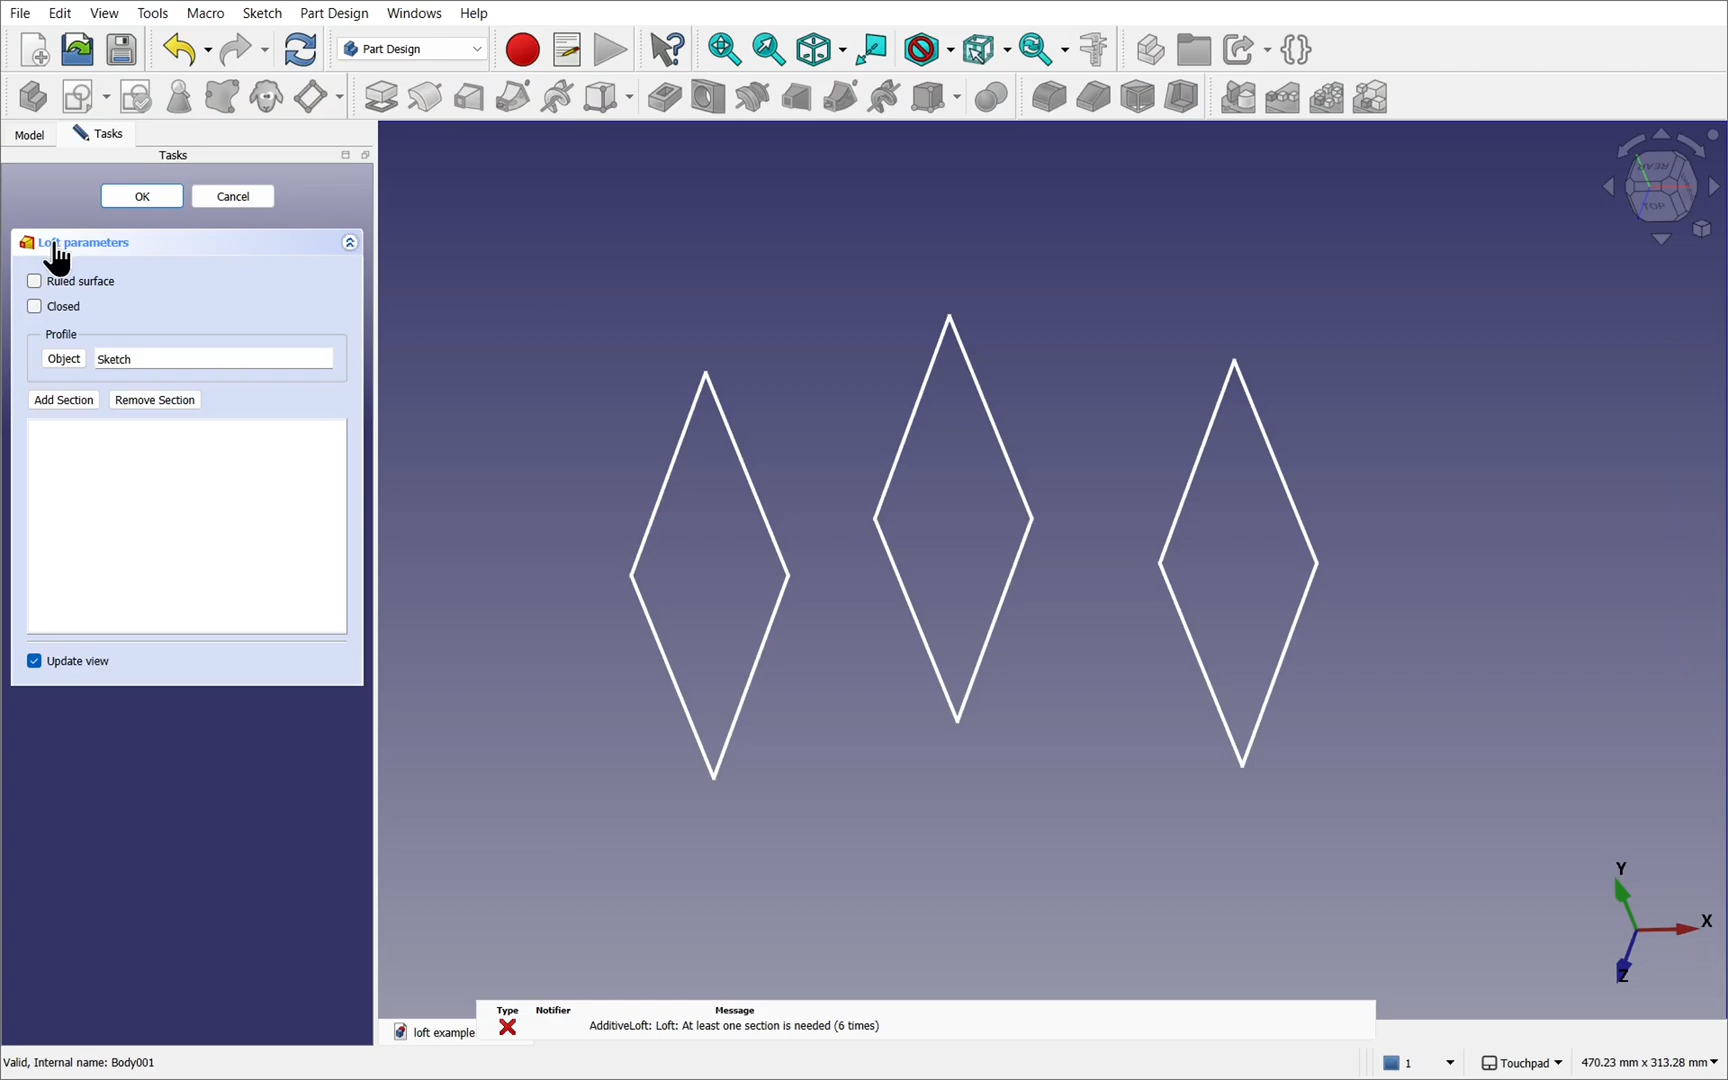 File Edit View Tools Macro Sketch Part Design Windows Help
Part Design
Model Tasks
Tasks
OK Cancel
Loft parameters
Ruled surface
Closed
Profile
Object Sketch
Add Section Remove Section
Update view
REAR
TOP
Y
X
Z
Type Notifier Message
AdditiveLoft: Loft: At least one section is needed (6 times)
loft example
Valid, Internal name: Body001
1 Touchpad 470.23 mm x 313.28 mm